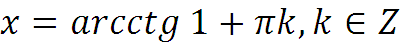 x = arcctg 1 + πk, k ∈ Z